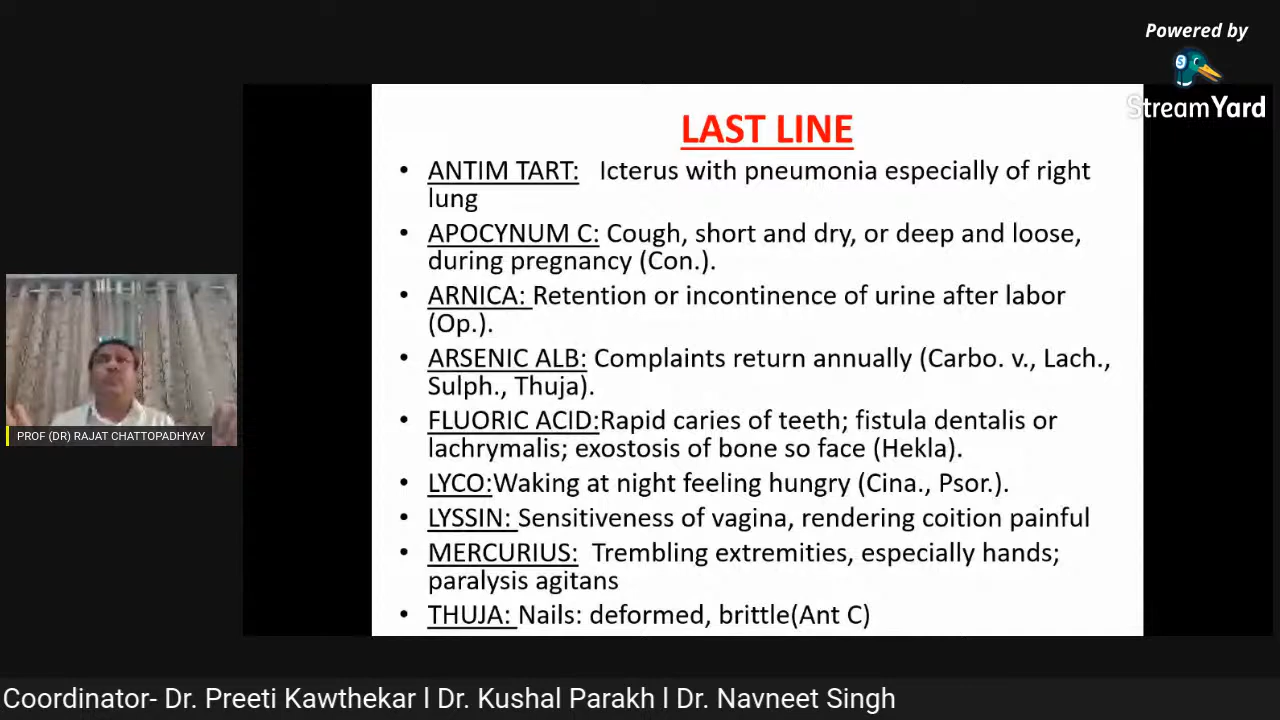 Powered by
StreamYard
LAST LINE
• ANTIM TART: Icterus with pneumonia especially of right
lung
• APOCYNUM C: Cough, short and dry, or deep and loose,
during pregnancy (Con.).
• ARNICA: Retention or incontinence of urine after labor
(Op.).
• ARSENIC ALB: Complaints return annually (Carbo. v., Lach.,
Sulph., Thuja).
• FLUORIC ACID:Rapid caries of teeth; fistula dentalis or
lachrymalis; exostosis of bone so face (Hekla).
• LYCO:Waking at night feeling hungry (Cina., Psor.).
• LYSSIN: Sensitiveness of vagina, rendering coition painful
• MERCURIUS: Trembling extremities, especially hands;
paralysis agitans
• THUJA: Nails: deformed, brittle(Ant C)
PROF (DR) RAJAT CHATTOPADHYAY
Coordinator- Dr. Preeti Kawthekar l Dr. Kushal Parakh l Dr. Navneet Singh